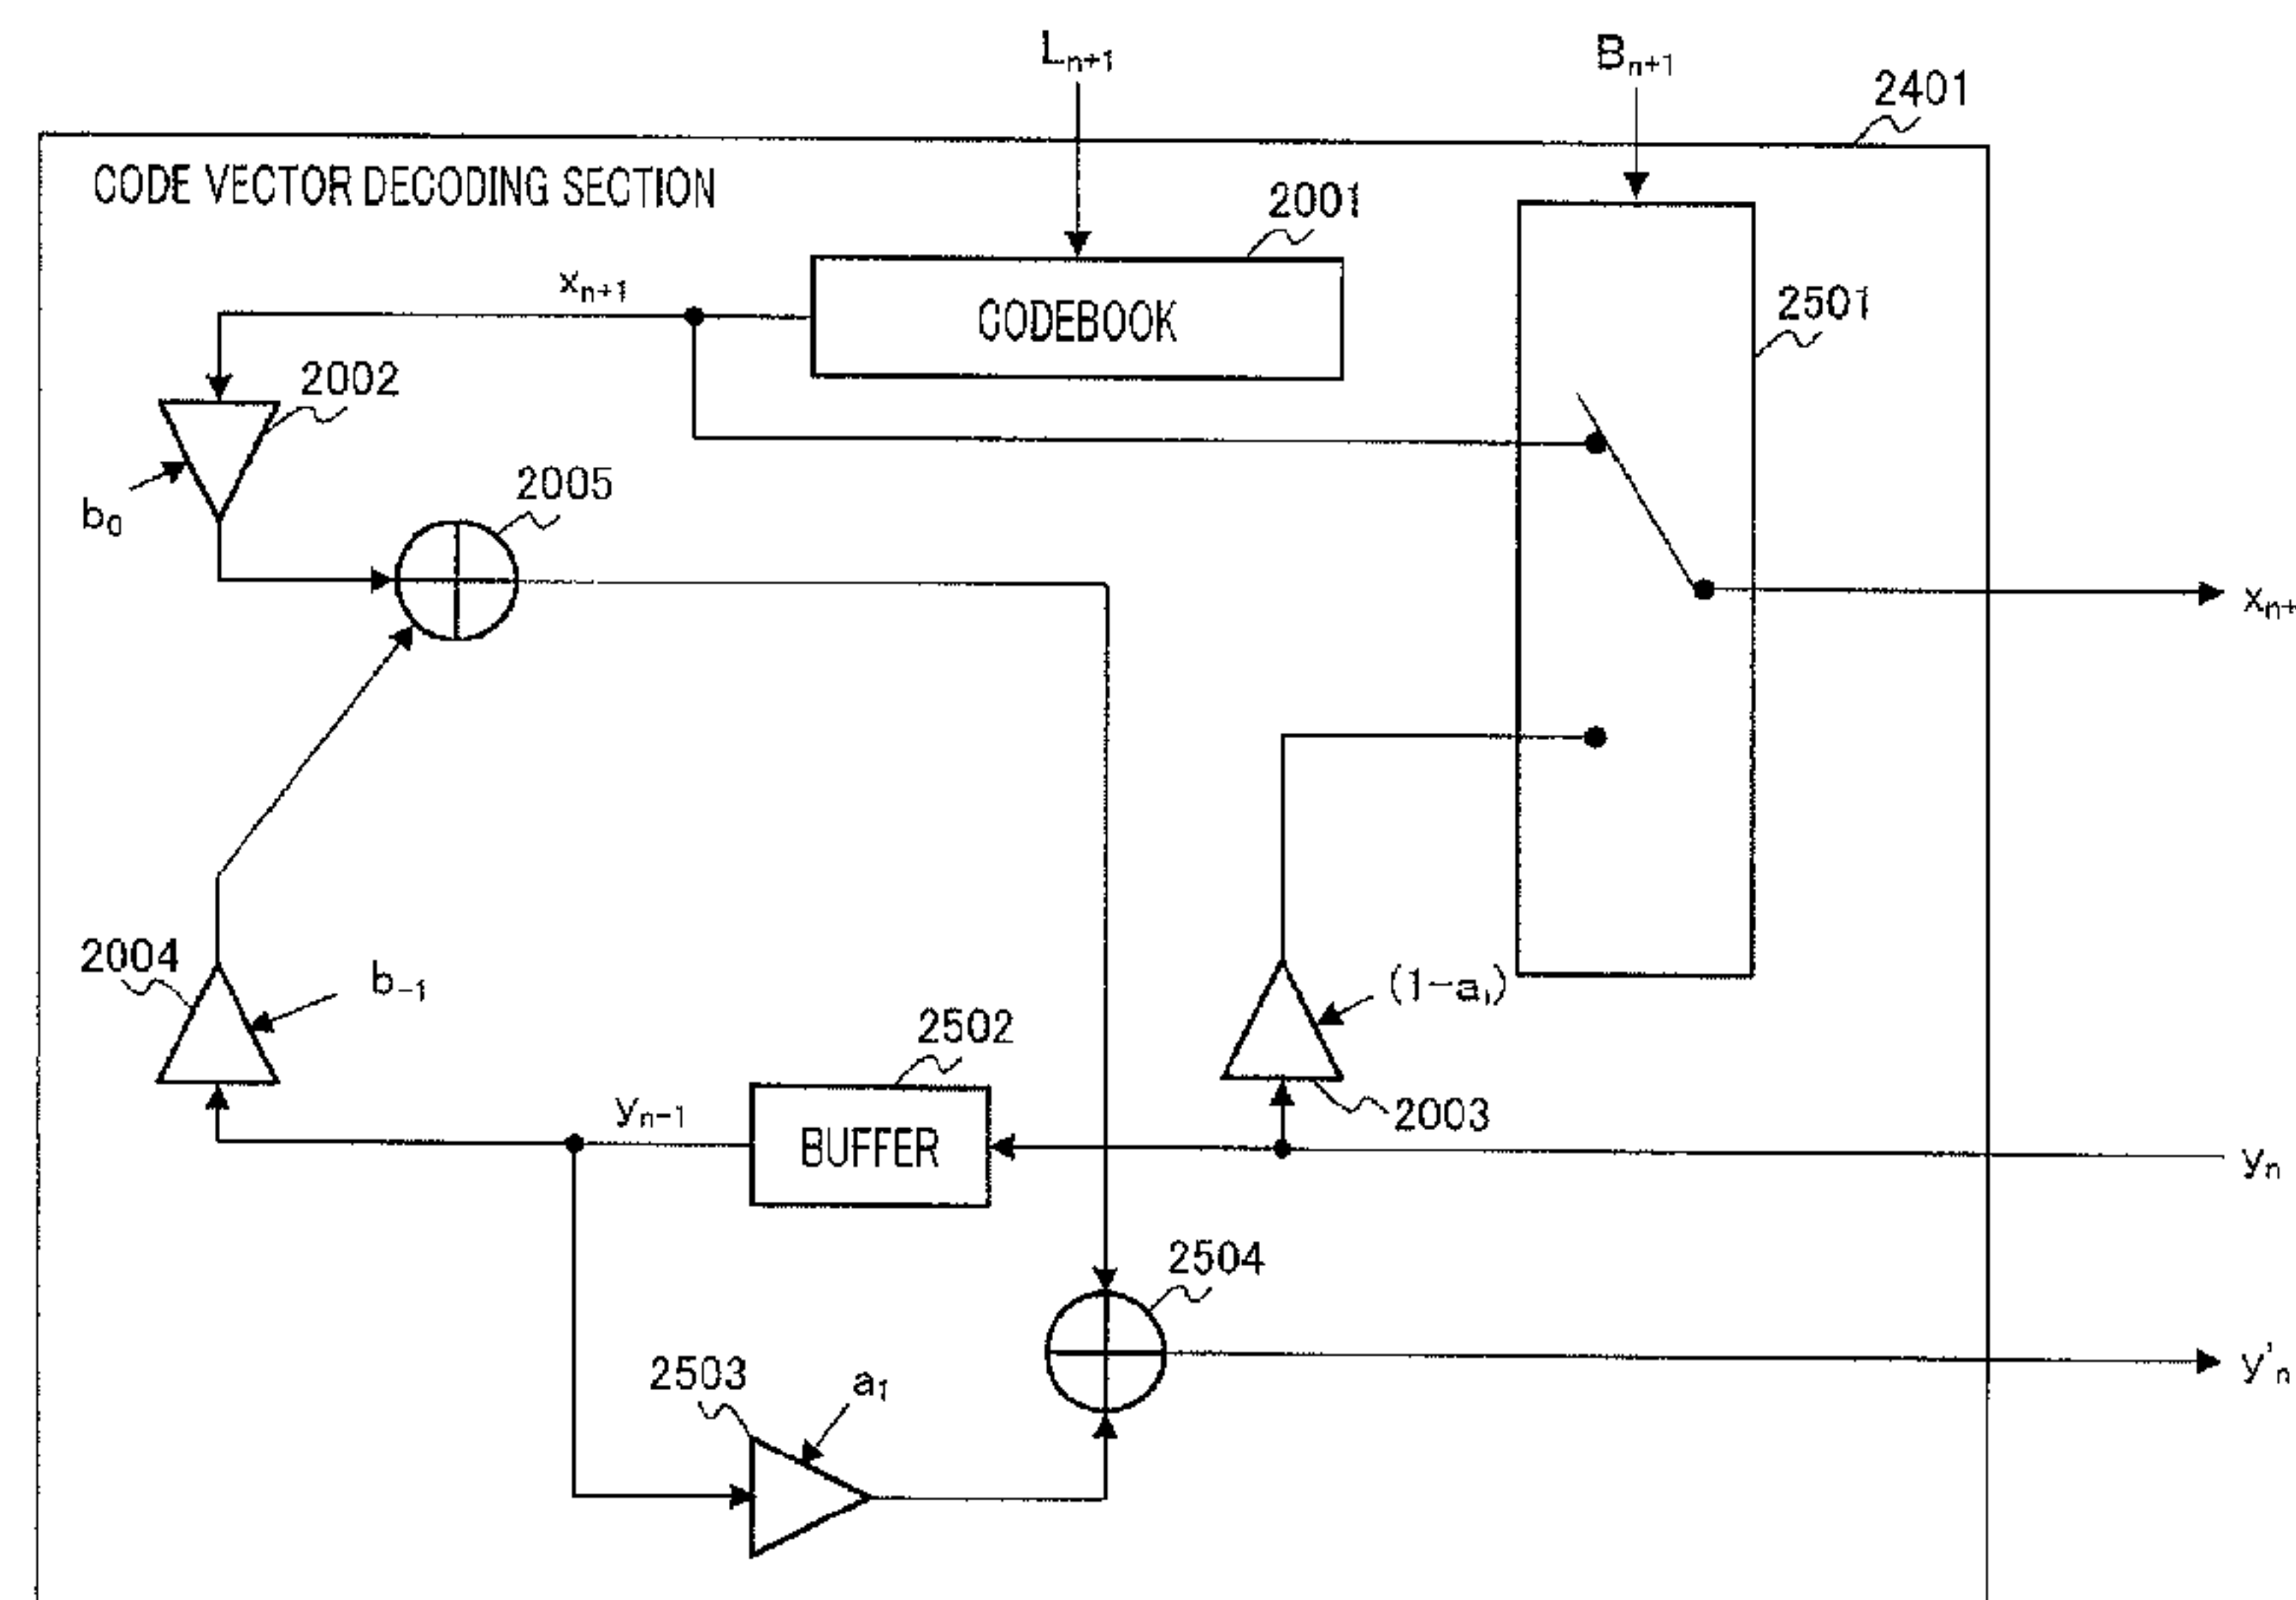 Lₙ₊₁
Bₙ₊₁
2401
CODE VECTOR DECODING SECTION
2001
xₙ₊₁
CODEBOOK
2501
2002
b₀
2005
xₙ₊
2004
b₋₁
(1-a₁)
2502
yₙ₋₁
BUFFER
2003
yₙ
2504
2503
a₁
y'ₙ